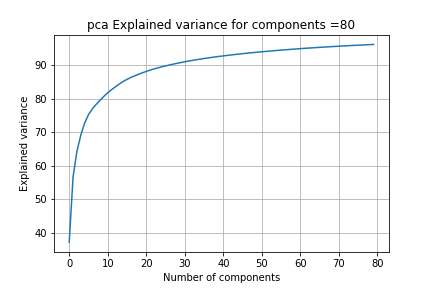 pca Explained variance for components =80
Explained variance
90
80
70
60
50
40
0 10 20 30 40 50 60 70 80
Number of components